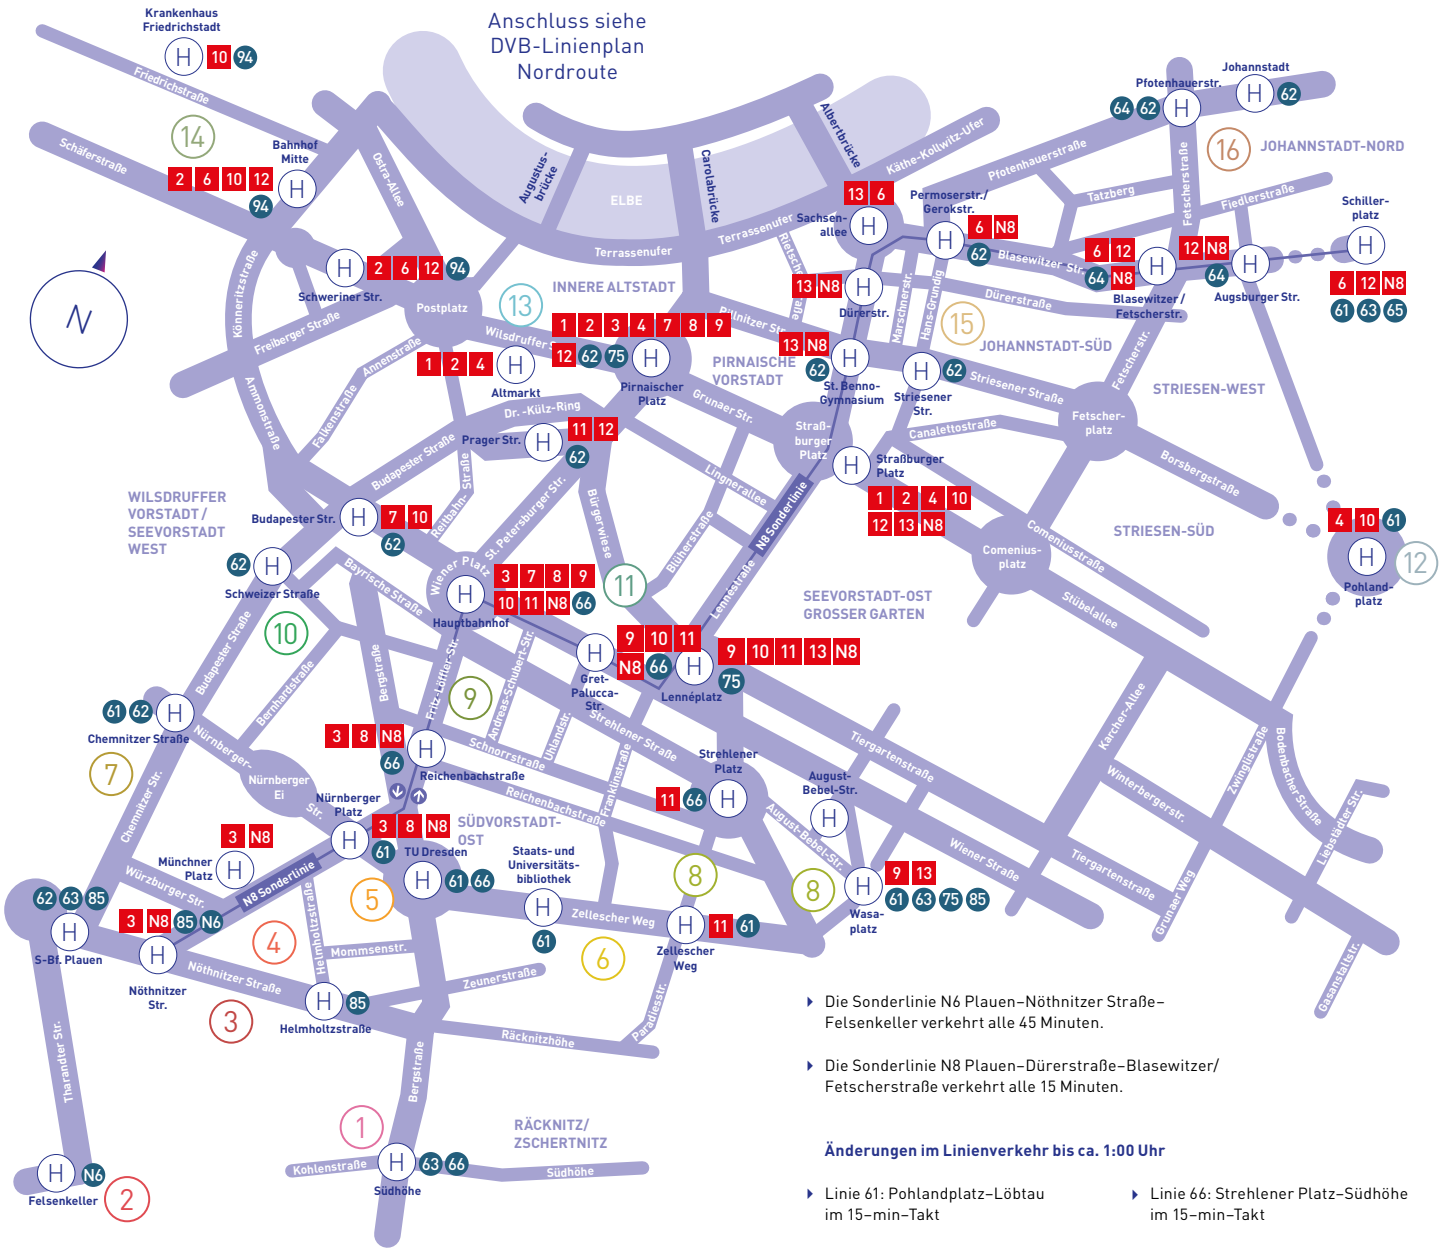 Krankenhaus
Friedrichstadt
H 10 94
Friedrichstraße
Anschluss siehe
DVB-Linienplan
Nordroute
14
Schäferstraße
Bahnhof
Mitte
2 6 10 12
H
94
Ostra-Allee
Augustus-
brücke
ELBE
Carolabrücke
Albertbrücke
Käthe-Kollwitz-Ufer
Terrassenufer
Terrassenufer
Johannstadt
H 62
Pfotenhauerstr.
64 62 H
16
JOHANNSTADT-NORD
Pfotenhauerstraße
Tatzberg
Fetscherstraße
Fiedlerstraße
Schiller-
platz
H
6 12 N8
61 63 65
13 6
Sachsen-
allee
H
Permoserstr./
Gerokstr.
H
6 N8
62
Blasewitzer Str.
6 12
64 N8
H
Blasewitzer /
Fetscherstr.
12 N8
64
H
Augsburger Str.
N
Könneritzstraße
H 2 6 12 94
Schweriner Str.
Postplatz
13
INNERE ALTSTADT
Freiberger Straße
Wilsdruffer S
1 2 3 4 7 8 9
12 62 75 H
Pirnaischer
Platz
1 2 4 H
Altmarkt
Annenstraße
Falkenstraße
Ammonstraße
Pillnitzer Str.
PIRNAISCHE
VORSTADT
13 N8 H
Dürerstr.
Marschnerstr.
Hans-Grundig
Dürerstraße
15
JOHANNSTADT-SÜD
13 N8
62
H
St. Benno-
Gymnasium
H 62
Striesener
Str.
Striesener Straße
Fetscherstr.
STRIESEN-WEST
Fetscher-
platz
Canalettostraße
Borsbergstraße
Grunaer Str.
Straß-
burger
Platz
H Straßburger
Platz
1 2 4 10
12 13 N8
N8 Sonderlinie
Dr. -Külz-Ring
Prager Str. H
11 12
62
Budapester Straße
Reitbahn-
Straße
St. Petersburger Str.
Bürgerwiese
Lingnerallee
Blüherstraße
Lennéstraße
WILSDRUFFER
VORSTADT /
SEEVORSTADT
WEST
Budapester Str. H 7 10
62
62 H
Schweizer Straße
Bayrische Straße
Wiener Platz
H
Hauptbahnhof
3 7 8 9
10 11 N8 66
11
10
9 10 11
N8 66
H
Gret-
Palucca-
Str.
H
Lennéplatz
9 10 11 13 N8
75
SEEVORSTADT-OST
GROSSER GARTEN
STRIESEN-SÜD
Comenius-
platz
Comeniusstraße
Stübelallee
4 10 61
H
Pohland-
platz
12
Budapester Straße
Bernhardstraße
Bergstraße
Fritz-Löffler-Str.
Andreas-Schubert-Str.
9
61 62 H
Chemnitzer Straße
Nürnberger-
Nürnberger
Ei
Str.
7
Chemnitzer Str.
3 8 N8
66
H
Reichenbachstraße
Schnorrstraße
Uhlandstr.
Strehlener Straße
Reichenbachstraße
Franklinstraße
Strehlener
Platz
11 66 H
August-
Bebel-Str.
H
August-Bebel-Str.
Tiergartenstraße
Tiergartenstraße
Wiener Straße
Karcher-Allee
Winterbergerstr.
Zwinglistraße
Bodenbacher Straße
Liebstädter Str.
Grunaer Weg
Gasanstaltstr.
Nürnberger
Platz
H
3 8 N8
61
SÜDVORSTADT-
OST
3 N8
Münchner
Platz
H
N8 Sonderlinie
Würzburger Str.
TU Dresden
H 61 66
Staats- und
Universitäts-
bibliothek
H
61
5
Zellescher Weg
6
8
8
H 11 61
Zellescher
Weg
9 13
H 61 63 75 85
Wasa-
platz
62 63 85
H
S-Bf. Plauen
3 N8 85 N6
H
Nöthnitzer
Str.
4
Helmholtzstraße
Mommsenstr.
Nöthnitzer Straße
3
H 85
Helmholtzstraße
Zeunerstraße
Räcknitzhöhe
Paradiesstr.
Tharandter Str.
Bergstraße
1
RÄCKNITZ/
ZSCHERTNITZ
Kohlenstraße
H 63 66
Südhöhe
Südhöhe
H N6
Felsenkeller
2
Die Sonderlinie N6 Plauen–Nöthnitzer Straße–
Felsenkeller verkehrt alle 45 Minuten.
Die Sonderlinie N8 Plauen–Dürerstraße–Blasewitzer/
Fetscherstraße verkehrt alle 15 Minuten.
Änderungen im Linienverkehr bis ca. 1:00 Uhr
Linie 61: Pohlandplatz–Löbtau
im 15–min–Takt
Linie 66: Strehlener Platz–Südhöhe
im 15–min–Takt